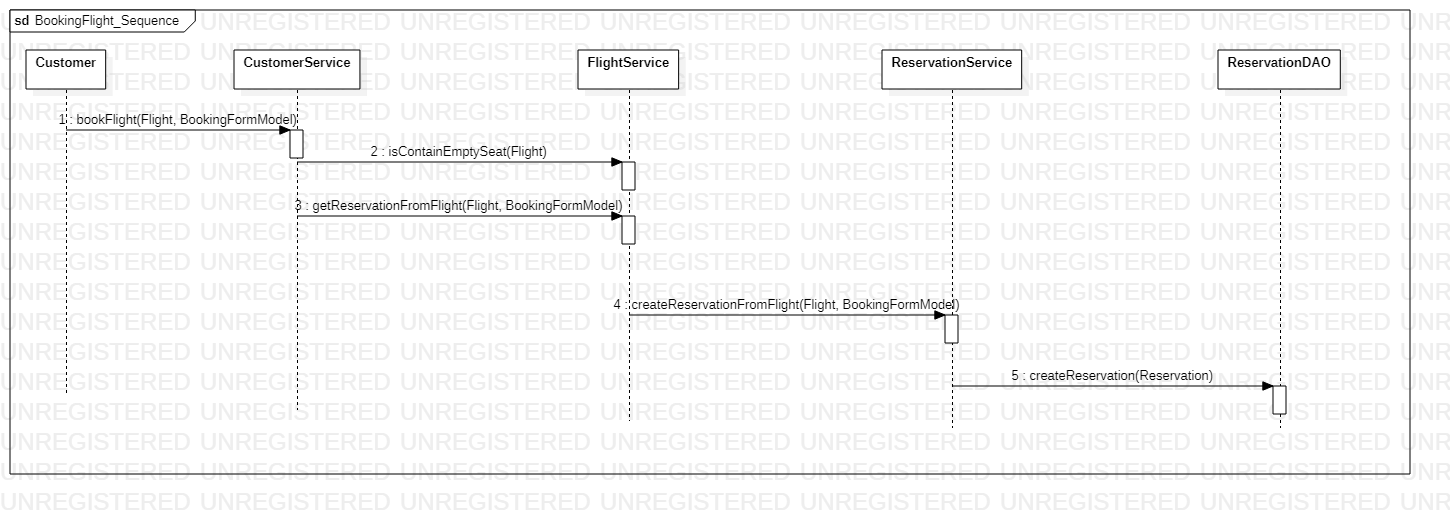 sd BookingFlight_Sequence
Customer
CustomerService
FlightService
ReservationService
ReservationDAO
1 : bookFlight(Flight, BookingFormModel)
2 : isContainEmptySeat(Flight)
3 : getReservationFromFlight(Flight, BookingFormModel)
4 : createReservationFromFlight(Flight, BookingFormModel)
5 : createReservation(Reservation)
UNREGISTERED